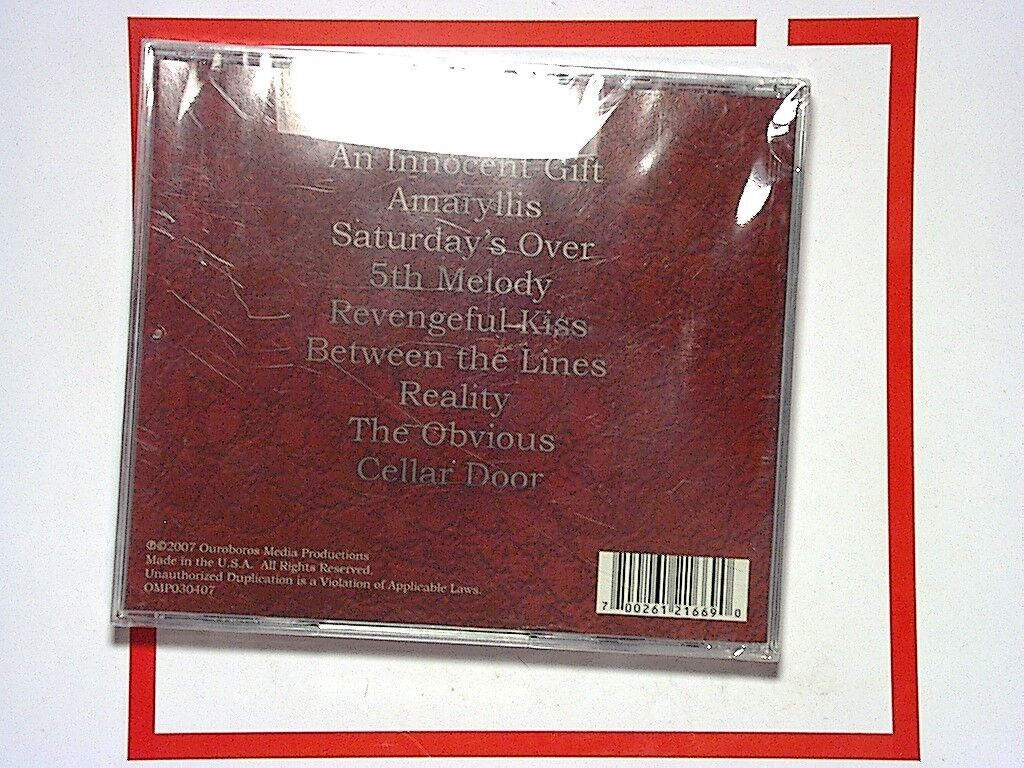 An Innocent Gift
Amaryllis
Saturday's Over
5th Melody
Revengeful Kiss
Between the Lines
Reality
The Obvious
Cellar Door
℗©2007 Ouroboros Media Productions
Made in the U.S.A. All Rights Reserved.
Unauthorized Duplication is a Violation of Applicable Laws.
OMP030407
7 00261 21669 0